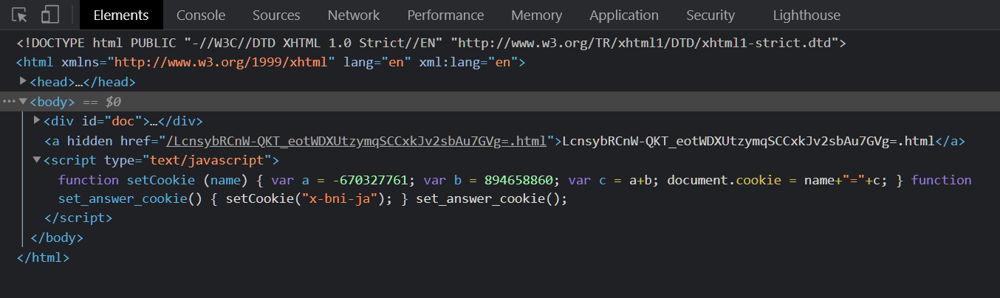 Elements Console Sources Network Performance Memory Application Security Lighthouse
<!DOCTYPE html PUBLIC "-//W3C//DTD XHTML 1.0 Strict//EN" "http://www.w3.org/TR/xhtml1/DTD/xhtml1-strict.dtd">
<html xmlns="http://www.w3.org/1999/xhtml" lang="en" xml:lang="en">
<head>…</head>
<body> == $0
<div id="doc">…</div>
<a hidden href="/LcnsybRCnW-QKT_eotWDXUtzymqSCCxkJv2sbAu7GVg=.html">LcnsybRCnW-QKT_eotWDXUtzymqSCCxkJv2sbAu7GVg=.html</a>
<script type="text/javascript">
function setCookie (name) { var a = -670327761; var b = 894658860; var c = a+b; document.cookie = name+"="+c; } function
set_answer_cookie() { setCookie("x-bni-ja"); } set_answer_cookie();
</script>
</body>
</html>